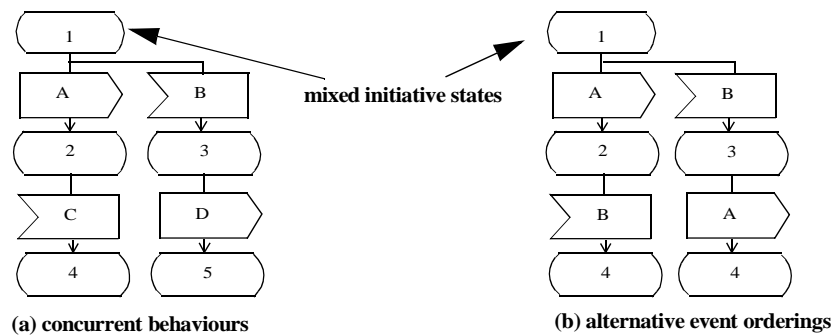 1
1
A
B
mixed initiative states
A
B
2
3
2
3
C
D
B
A
4
5
4
4
(a) concurrent behaviours
(b) alternative event orderings